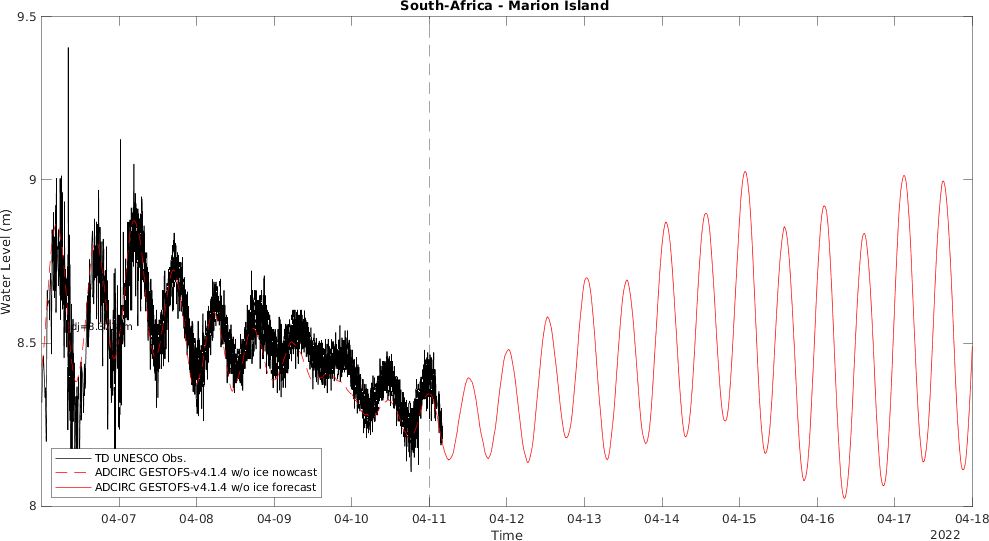 South-Africa - Marion Island
Water Level (m)
9.5
9
8.5
8
TD UNESCO Obs.
ADCIRC GESTOFS-v4.1.4 w/o ice nowcast
ADCIRC GESTOFS-v4.1.4 w/o ice forecast
04-07
04-08
04-09
04-10
04-11
04-12
04-13
04-14
04-15
04-16
04-17
04-18
Time
2022